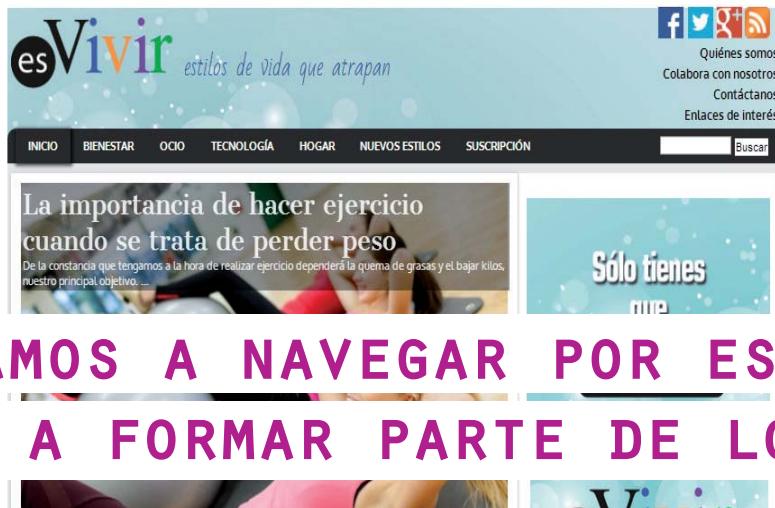 esVivir estilos de vida que atrapan
Quiénes somos
Colabora con nosotros
Contáctanos
Enlaces de interés
INICIO BIENESTAR OCIO TECNOLOGÍA HOGAR NUEVOS ESTILOS SUSCRIPCIÓN Buscar
La importancia de hacer ejercicio
cuando se trata de perder peso
De la constancia que tengamos a la hora de realizar ejercicio dependerá la quema de grasas y el bajar kilos,
nuestro principal objetivo. ...
Sólo tienes
que
AMOS A NAVEGAR POR ES
A FORMAR PARTE DE LO